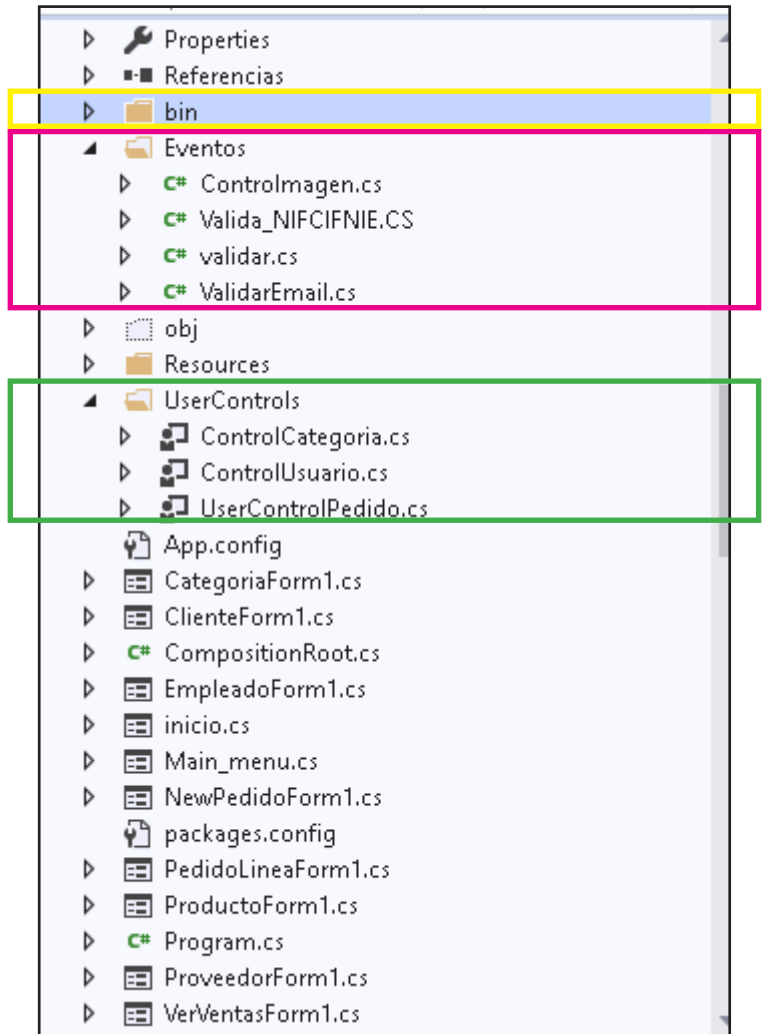 Properties
Referencias
bin
Eventos
C# ControImagen.cs
C# Valida_NIFCIFNIE.CS
C# validar.cs
C# ValidarEmail.cs
obj
Resources
UserControls
ControlCategoria.cs
ControlUsuario.cs
UserControlPedido.cs
App.config
CategoriaForm1.cs
ClienteForm1.cs
C# CompositionRoot.cs
EmpleadoForm1.cs
inicio.cs
Main_menu.cs
NewPedidoForm1.cs
packages.config
PedidoLineaForm1.cs
ProductoForm1.cs
C# Program.cs
ProveedorForm1.cs
VerVentasForm1.cs